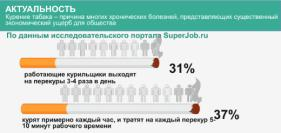 АКТУАЛЬНОСТЬ
Курение табака – причина многих хронических болезней, представляющих существенный
экономический ущерб для общества
По данным исследовательского портала SuperJob.ru
31%
работающие курильщики выходят
на перекуры 3-4 раза в день
37%
курят примерно каждый час, и тратят на каждый перекур 5-
10 минут рабочего времени